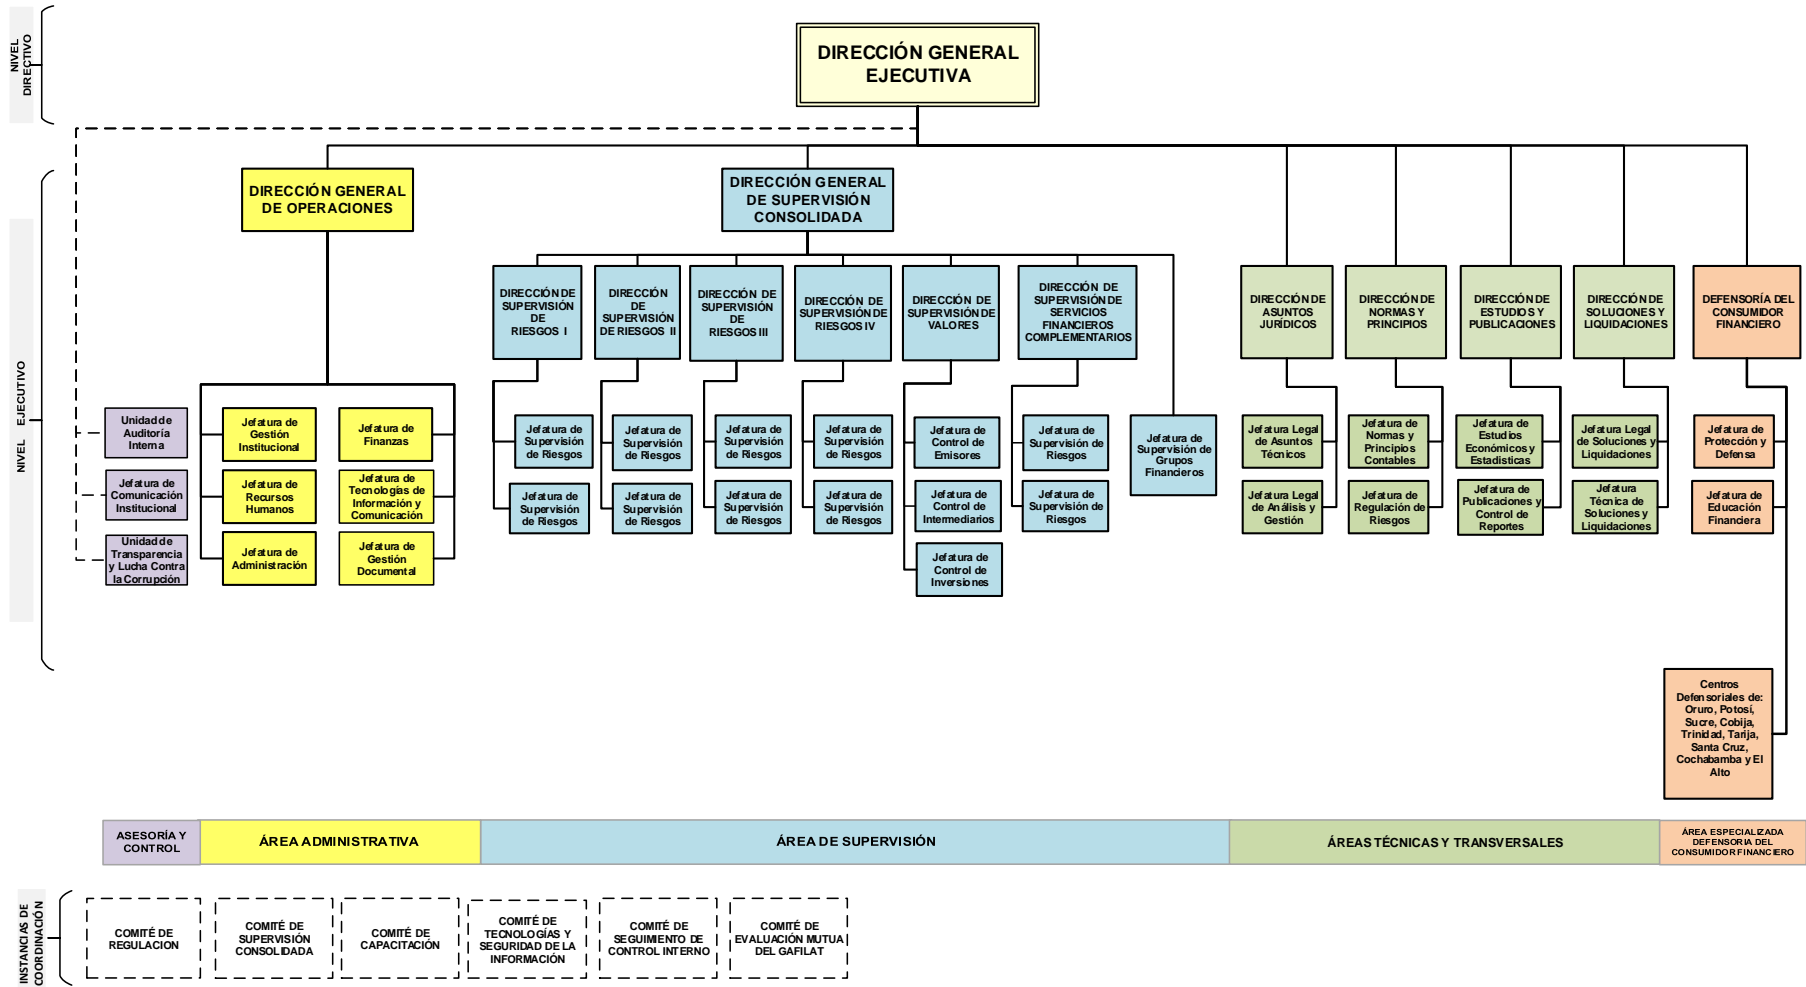 NIVEL
DIRECTIVO
DIRECCIÓN GENERAL
EJECUTIVA
NIVEL EJECUTIVO
DIRECCIÓN GENERAL
DE OPERACIONES
DIRECCIÓN GENERAL
DE SUPERVISIÓN
CONSOLIDADA
DIRECCIÓN DE
SUPERVISIÓN
DE
RIESGOS I
DIRECCIÓN
DE
SUPERVISIÓN
DE RIESGOS II
DIRECCIÓN DE
SUPERVISIÓN
DE
RIESGOS III
DIRECCIÓN DE
SUPERVISIÓN DE
RIESGOS IV
DIRECCIÓN DE
SUPERVISIÓN DE
VALORES
DIRECCIÓN DE
SUPERVISIÓN DE
SERVICIOS
FINANCIEROS
COMPLEMENTARIOS
DIRECCIÓN DE
ASUNTOS
JURÍDICOS
DIRECCIÓN DE
NORMAS Y
PRINCIPIOS
DIRECCIÓN DE
ESTUDIOS Y
PUBLICACIONES
DIRECCIÓN DE
SOLUCIONES Y
LIQUIDACIONES
DEFENSORÍA DEL
CONSUMIDOR
FINANCIERO
Unidad de
Auditoría
Interna
Jefatura de
Comunicación
Institucional
Unidad de
Transparencia
y Lucha Contra
la Corrupción
Jefatura de
Gestión
Institucional
Jefatura de
Finanzas
Jefatura de
Recursos
Humanos
Jefatura de
Tecnologías de
Información y
Comunicación
Jefatura de
Administración
Jefatura de
Gestión
Documental
Jefatura de
Supervisión
de Riesgos
Jefatura de
Supervisión
de Riesgos
Jefatura de
Supervisión
de Riesgos
Jefatura de
Supervisión
de Riesgos
Jefatura de
Supervisión
de Riesgos
Jefatura de
Supervisión
de Riesgos
Jefatura de
Supervisión
de Riesgos
Jefatura de
Supervisión
de Riesgos
Jefatura de
Control de
Emisores
Jefatura de
Control de
Intermediarios
Jefatura de
Control de
Inversiones
Jefatura de
Supervisión de
Riesgos
Jefatura de
Supervisión de
Riesgos
Jefatura de
Supervisión de
Grupos
Financieros
Jefatura Legal
de Asuntos
Técnicos
Jefatura Legal
de Análisis y
Gestión
Jefatura de
Normas y
Principios
Contables
Jefatura de
Regulación de
Riesgos
Jefatura de
Estudios
Económicos y
Estadisticas
Jefatura de
Publicaciones y
Control de
Reportes
Jefatura Legal
de Soluciones y
Liquidaciones
Jefatura
Técnica de
Soluciones y
Liquidaciones
Jefatura de
Protección y
Defensa
Jefatura de
Educación
Financiera
Centros
Defensoriales de:
Oruro, Potosí,
Sucre, Cobija,
Trinidad, Tarija,
Santa Cruz,
Cochabamba y El
Alto
ASESORÍA Y
CONTROL
ÁREA ADMINISTRATIVA
ÁREA DE SUPERVISIÓN
ÁREAS TÉCNICAS Y TRANSVERSALES
ÁREA ESPECIALIZADA
DEFENSORIA DEL
CONSUMIDOR FINANCIERO
INSTANCIAS DE
COORDINACIÓN
COMITÉ DE
REGULACION
COMITÉ DE
SUPERVISIÓN
CONSOLIDADA
COMITÉ DE
CAPACITACIÓN
COMITÉ DE
TECNOLOGÍAS Y
SEGURIDAD DE LA
INFORMACIÓN
COMITÉ DE
SEGUIMIENTO DE
CONTROL INTERNO
COMITÉ DE
EVALUACIÓN MUTUA
DEL GAFILAT